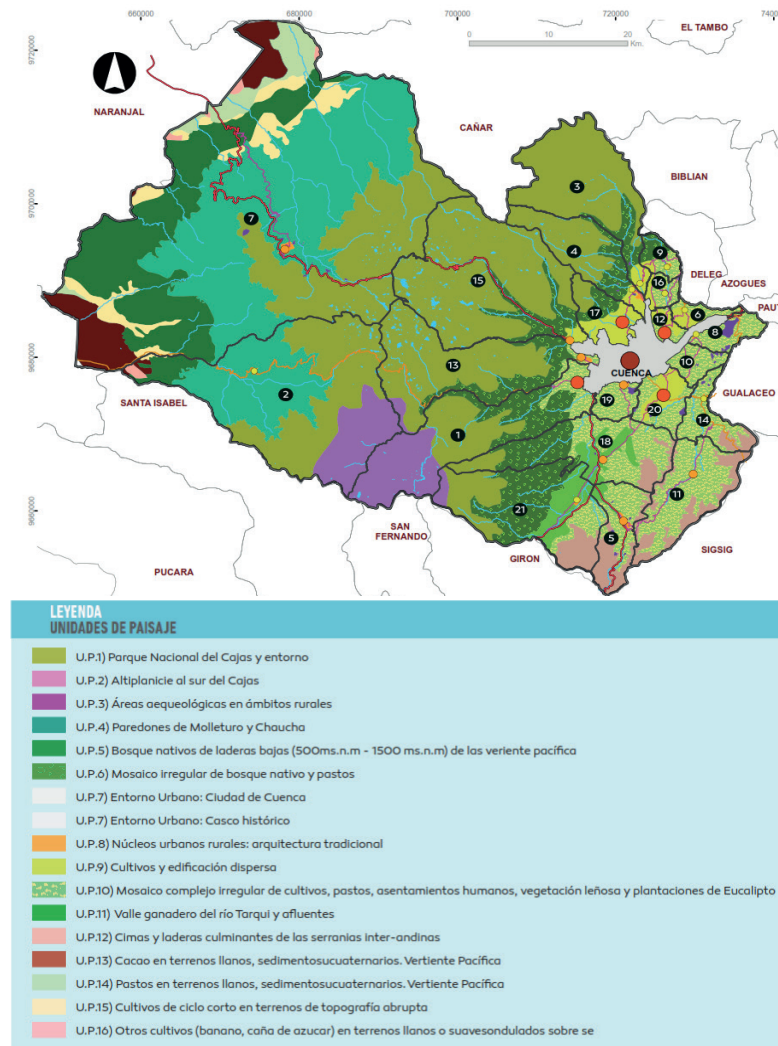 660000 680000 700000 720000 7400
EL TAMBO
9720000
0 10 20
Km.
NARANJAL
CAÑAR
BIBLIAN
3
9700000
7
4
9
DELEG
15
16
AZOGUES
17
12
6
PAUT
8
9680000
13
CUENCA
10
GUALACEO
SANTA ISABEL
2
19
20
14
1
18
11
9660000
21
SAN
FERNANDO
5
GIRON
SIGSIG
PUCARA
LEYENDA
UNIDADES DE PAISAJE
U.P.1) Parque Nacional del Cajas y entorno
U.P.2) Altiplanicie al sur del Cajas
U.P.3) Áreas aequeológicas en ámbitos rurales
U.P.4) Paredones de Molleturo y Chaucha
U.P.5) Bosque nativos de laderas bajas (500ms.n.m - 1500 ms.n.m) de las veriente pacífica
U.P.6) Mosaico irregular de bosque nativo y pastos
U.P.7) Entorno Urbano: Ciudad de Cuenca
U.P.7) Entorno Urbano: Casco histórico
U.P.8) Núcleos urbanos rurales: arquitectura tradicional
U.P.9) Cultivos y edificación dispersa
U.P.10) Mosaico complejo irregular de cultivos, pastos, asentamientos humanos, vegetación leñosa y plantaciones de Eucalipto
U.P.11) Valle ganadero del río Tarqui y afluentes
U.P.12) Cimas y laderas culminantes de las serranias inter-andinas
U.P.13) Cacao en terrenos llanos, sedimentosucuaternarios. Vertiente Pacífica
U.P.14) Pastos en terrenos llanos, sedimentosucuaternarios. Vertiente Pacífica
U.P.15) Cultivos de ciclo corto en terrenos de topografía abrupta
U.P.16) Otros cultivos (banano, caña de azucar) en terrenos llanos o suavesondulados sobre se